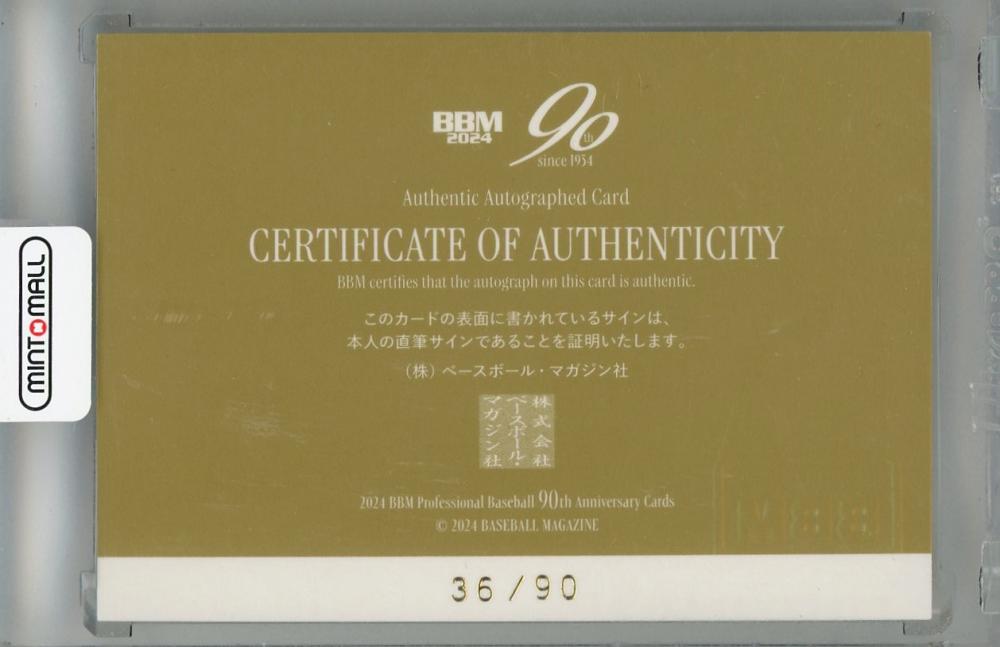 BBM
2024
90th
since 1934
Authentic Autographed Card
CERTIFICATE OF AUTHENTICITY
BBM certifies that the autograph on this card is authentic.
このカードの表面に書かれているサインは、
本人の直筆サインであることを証明いたします。
（株）ベースボール・マガジン社
株式会社
ベースボール・
マガジン社
2024 BBM Professional Baseball 90th Anniversary Cards
© 2024 BASEBALL MAGAZINE
BBM
36/90
MINTOMALL